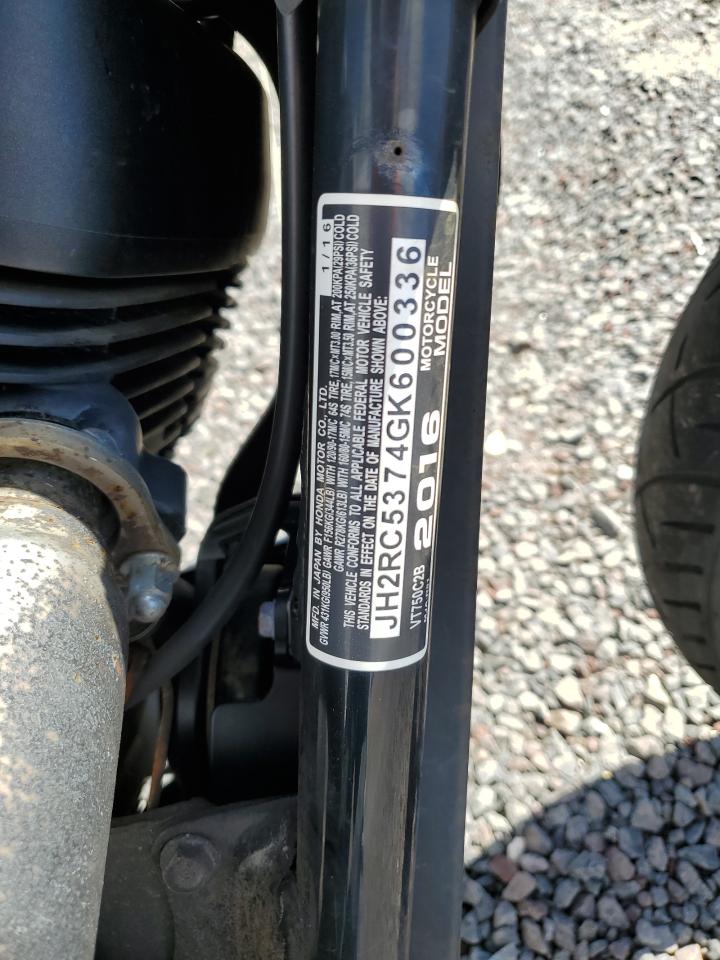 MFD. IN JAPAN BY HONDA MOTOR CO., LTD. 1/16
GVWR 431KG(950LB) GAWR F156KG(344LB) WITH 120/90-17M/C 64S TIRE, 17M/C×MT3.00 RIM, AT 200KPA(29PSI) COLD
GAWR R278KG(613LB) WITH 160/80-15M/C 74S TIRE, 15M/C×MT3.50 RIM, AT 250KPA(36PSI) COLD
THIS VEHICLE CONFORMS TO ALL APPLICABLE FEDERAL MOTOR VEHICLE SAFETY
STANDARDS IN EFFECT ON THE DATE OF MANUFACTURE SHOWN ABOVE:
JH2RC5374GK600336
VT750C2B 2016 MOTORCYCLE
MODEL